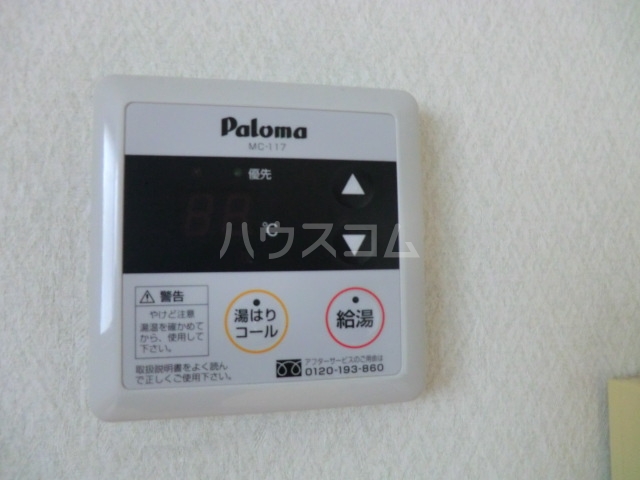 Paloma
MC-117
優先
℃
ハウスコム
警告
やけど注意
湯温を確かめて
から、使用して
下さい。
取扱説明書をよく読ん
で正しくご使用下さい。
湯はり
コール
給湯
アフターサービスのご用命は
0120-193-860